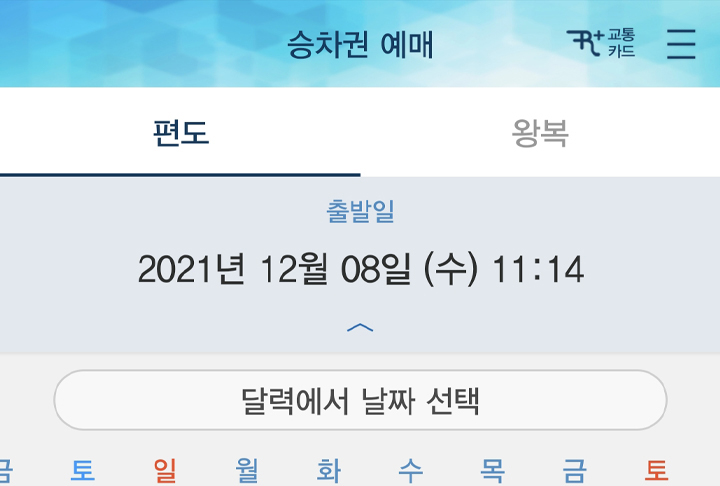 승차권 예매
R+ 교통
카드
편도 왕복
출발일
2021년 12월 08일 (수) 11:14
달력에서 날짜 선택
금 토 일 월 화 수 목 금 토